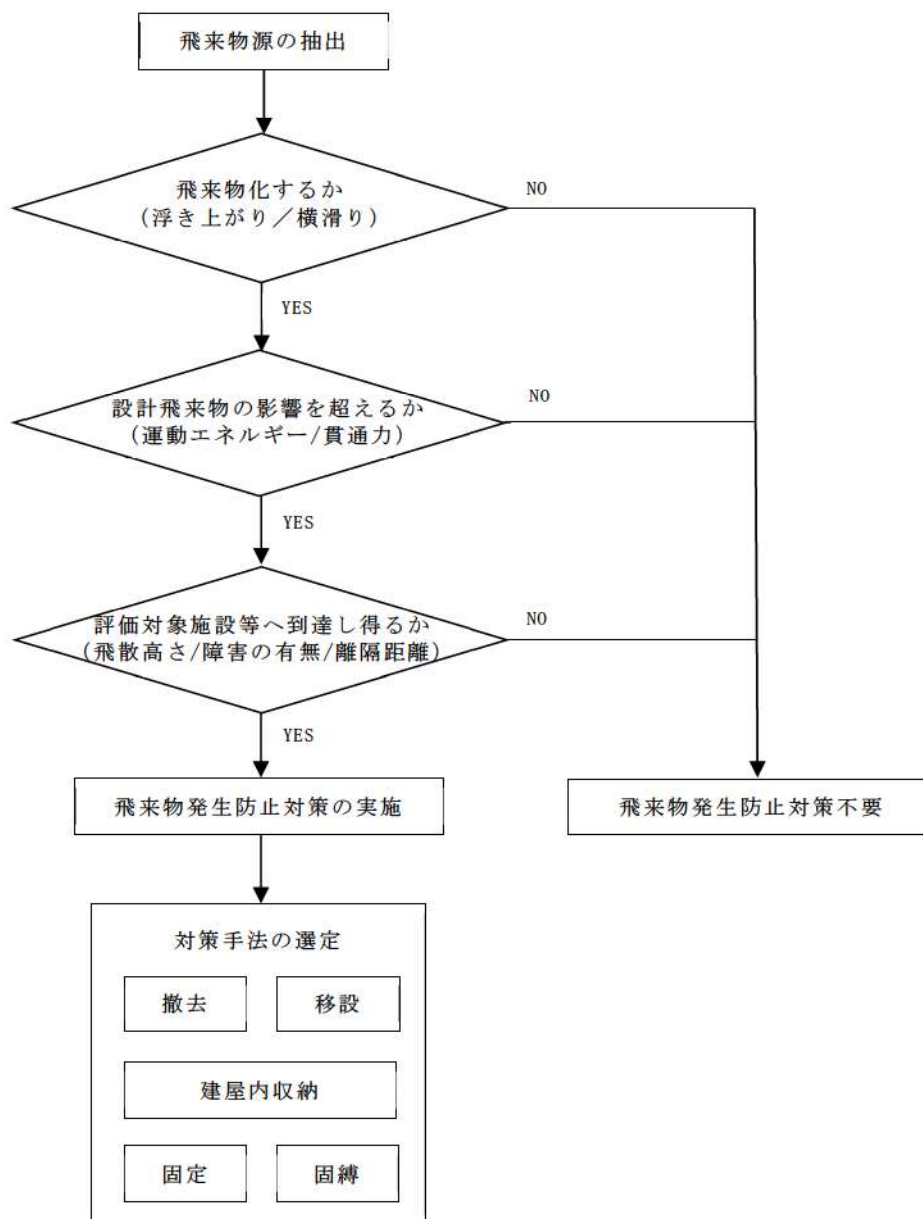 飛来物源の抽出
飛来物化するか
（浮き上がり／横滑り）
NO
YES
設計飛来物の影響を超えるか
（運動エネルギー/貫通力）
NO
YES
評価対象施設等へ到達し得るか
（飛散高さ/障害の有無/離隔距離）
NO
YES
飛来物発生防止対策の実施
飛来物発生防止対策不要
対策手法の選定
撤去
移設
建屋内収納
固定
固縛